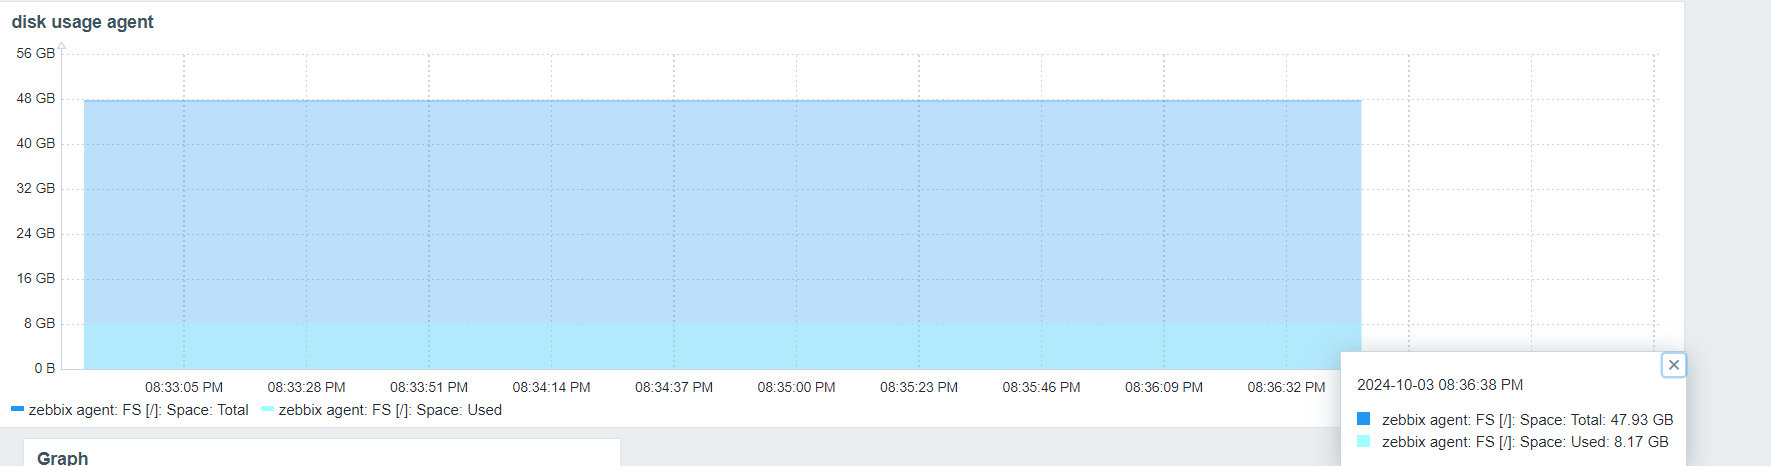 disk usage agent
56 GB
48 GB
40 GB
32 GB
24 GB
16 GB
8 GB
0 B
08:33:05 PM 08:33:28 PM 08:33:51 PM 08:34:14 PM 08:34:37 PM 08:35:00 PM 08:35:23 PM 08:35:46 PM 08:36:09 PM 08:36:32 PM
zebbix agent: FS [/]: Space: Total zebbix agent: FS [/]: Space: Used
2024-10-03 08:36:38 PM
zebbix agent: FS [/]: Space: Total: 47.93 GB
zebbix agent: FS [/]: Space: Used: 8.17 GB
Graph